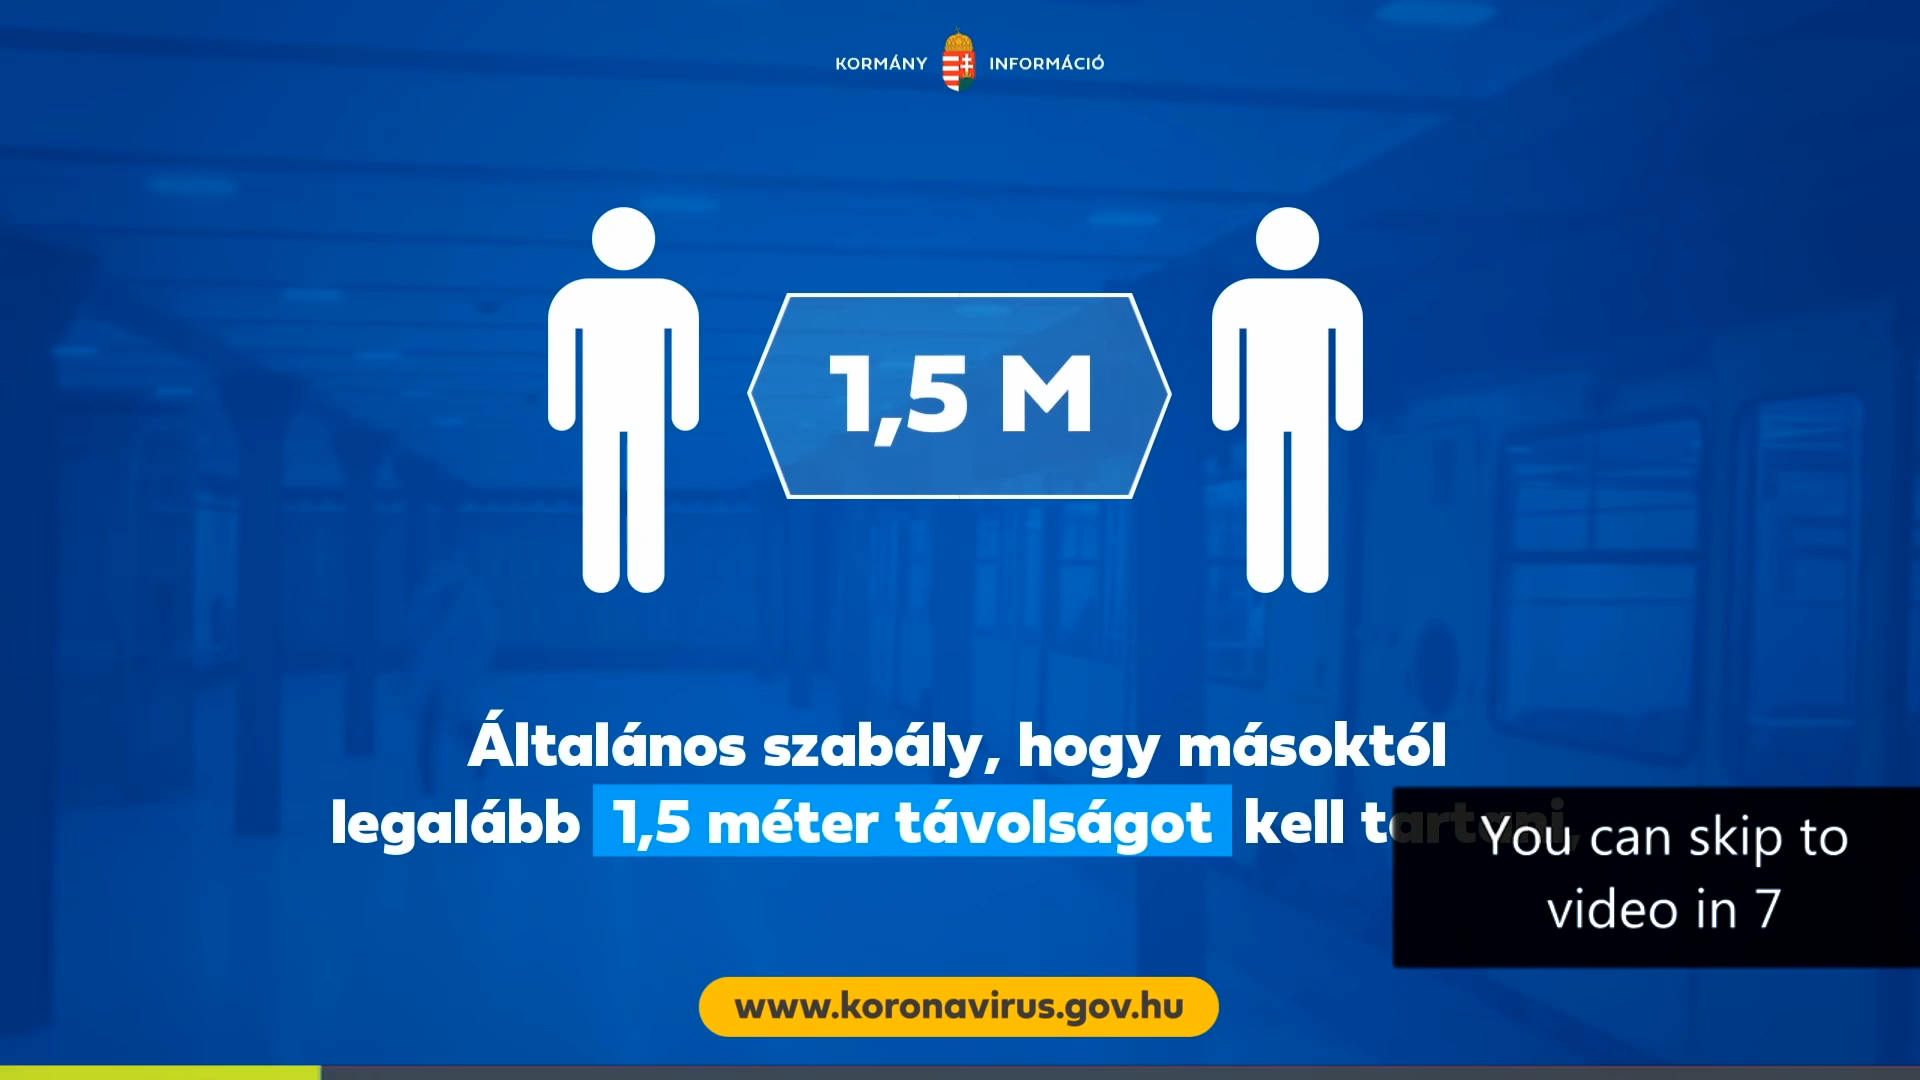 KORMÁNY INFORMÁCIÓ
1,5 M
Általános szabály, hogy másoktól
legalább 1,5 méter távolságot kell tartani,
You can skip to
video in 7
www.koronavirus.gov.hu